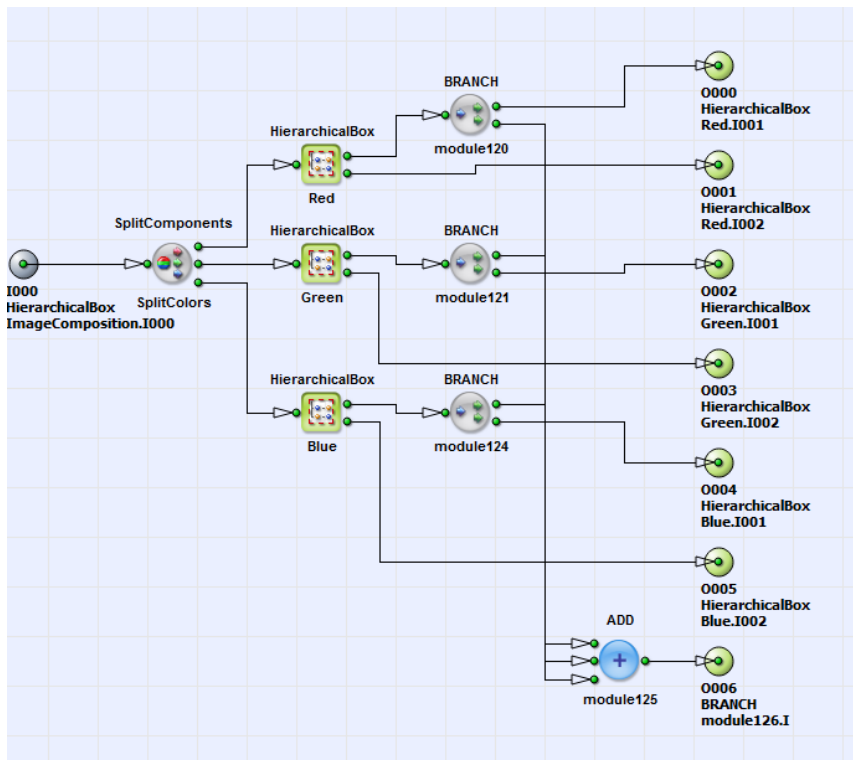 BRANCH
module120
O000
HierarchicalBox
Red.I001
HierarchicalBox
Red
O001
HierarchicalBox
Red.I002
SplitComponents
SplitColors
I000
HierarchicalBox
ImageComposition.I000
HierarchicalBox
Green
BRANCH
module121
O002
HierarchicalBox
Green.I001
O003
HierarchicalBox
Green.I002
HierarchicalBox
Blue
BRANCH
module124
O004
HierarchicalBox
Blue.I001
O005
HierarchicalBox
Blue.I002
ADD
+
module125
O006
BRANCH
module126.I